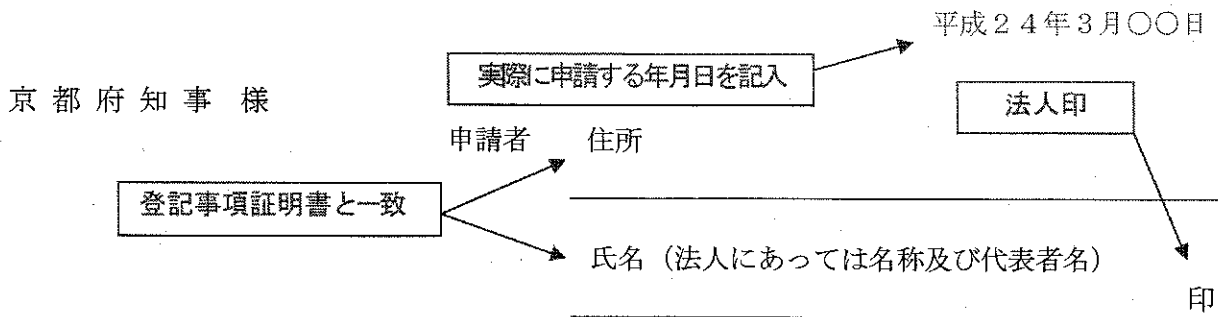 平成２４年３月○○日
実際に申請する年月日を記入
京都府知事 様
法人印
申請者 住所
登記事項証明書と一致
氏名（法人にあっては名称及び代表者名）
印